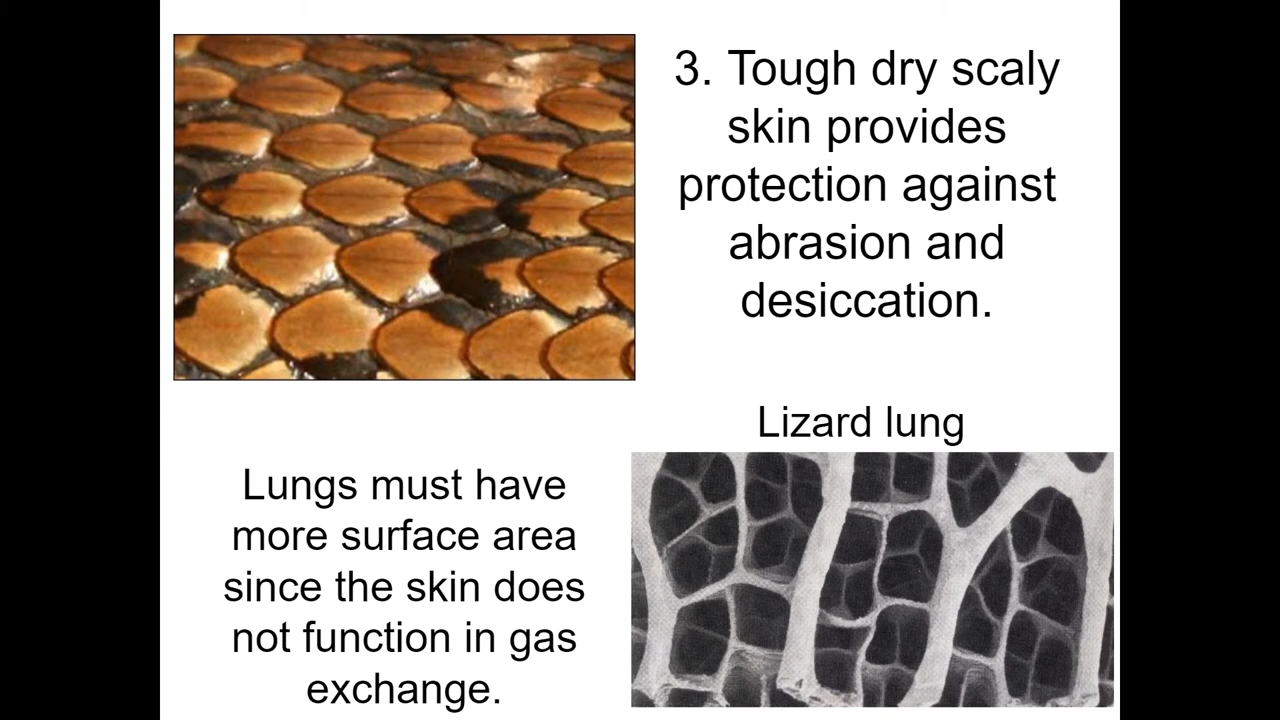 3. Tough dry scaly
skin provides
protection against
abrasion and
desiccation.
Lizard lung
Lungs must have
more surface area
since the skin does
not function in gas
exchange.